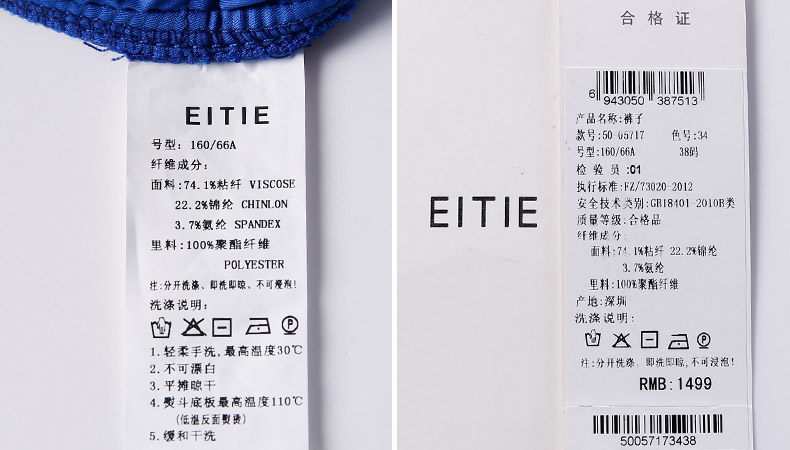 EITIE
号型: 160/66A
纤维成分:
面料:74.1%粘纤 VISCOSE
22.2%锦纶 CHINLON
3.7%氨纶 SPANDEX
里料:100%聚酯纤维
POLYESTER
注:分开洗涤、即洗即晾、不可浸泡!
洗涤说明:
P
1.轻柔手洗,最高温度30℃
2.不可漂白
3.平摊晾干
4.熨斗底板最高温度110℃
(低温反面熨烫)
5.缓和干洗
EITIE
合格证
6 943050 387513
产品名称:裤子
款号:50-05717 色号:34
号型:160/66A 38码
检验员:01
执行标准:FZ/73020-2012
安全技术类别:GB18401-2010B类
质量等级:合格品
纤维成分:
面料:74.1%粘纤 22.2%锦纶
3.7%氨纶
里料:100%聚酯纤维
产地:深圳
洗涤说明:
P
注:分开洗涤、即洗即晾,不可浸泡!
RMB:1499
50057173438